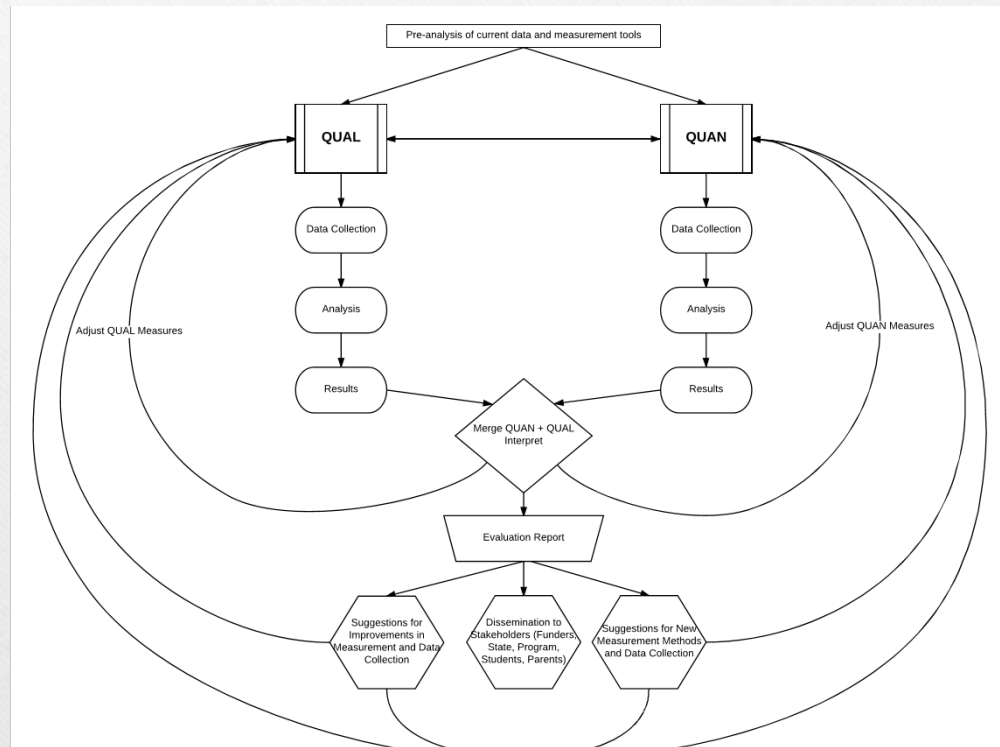 Pre-analysis of current data and measurement tools
QUAL
QUAN
Data Collection
Data Collection
Analysis
Analysis
Adjust QUAL Measures
Adjust QUAN Measures
Results
Results
Merge QUAN + QUAL
Interpret
Evaluation Report
Suggestions for
Improvements in
Measurement and Data
Collection
Dissemination to
Stakeholders (Funders,
State, Program,
Students, Parents)
Suggestions for New
Measurement Methods
and Data Collection